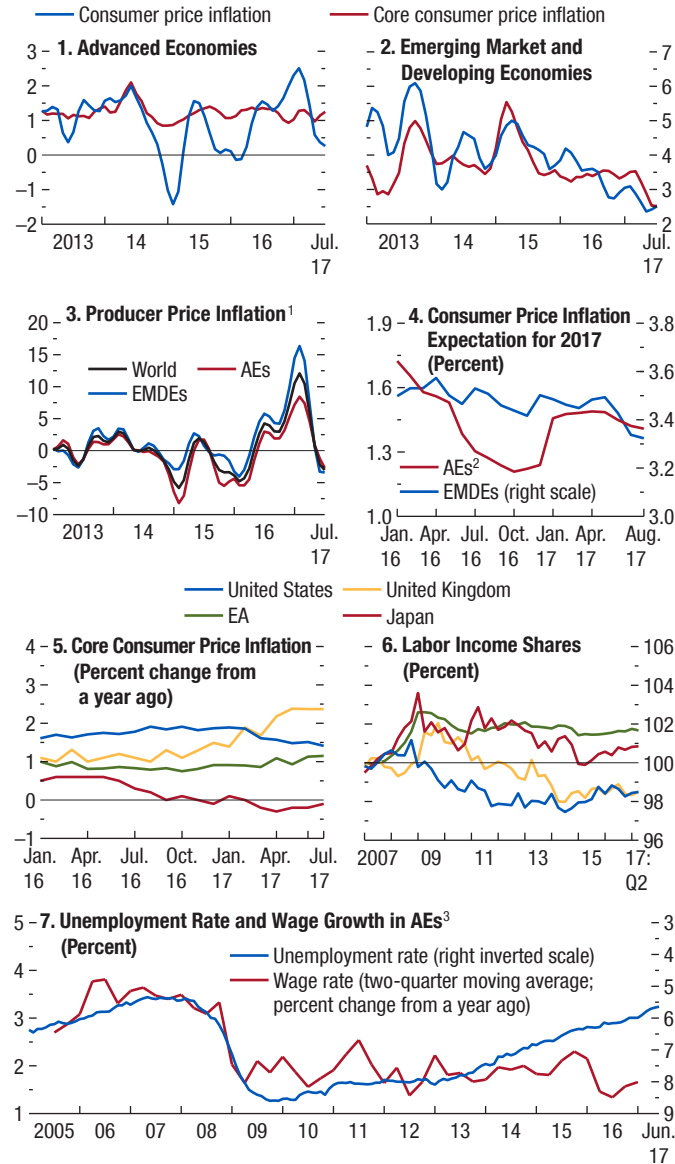 Consumer price inflation
Core consumer price inflation
1. Advanced Economies
3
2
1
0
–1
–2
2013 14 15 16 Jul.
17
2. Emerging Market and
Developing Economies
7
6
5
4
3
2
2013 14 15 16 Jul.
17
3. Producer Price Inflation¹
World
AEs
EMDEs
20
15
10
5
0
–5
–10
2013 14 15 16 Jul.
17
4. Consumer Price Inflation
Expectation for 2017
(Percent)
1.9
1.6
1.3
1.0
3.8
3.6
3.4
3.2
3.0
AEs²
EMDEs (right scale)
Jan. Apr. Jul. Oct. Jan. Apr. Aug.
16 16 16 16 17 17 17
United States
United Kingdom
EA
Japan
5. Core Consumer Price Inflation
(Percent change from
a year ago)
4
3
2
1
0
–1
Jan. Apr. Jul. Oct. Jan. Apr. Jul.
16 16 16 16 17 17 17
6. Labor Income Shares
(Percent)
106
104
102
100
98
96
2007 09 11 13 15 17:
Q2
7. Unemployment Rate and Wage Growth in AEs³
(Percent)
Unemployment rate (right inverted scale)
Wage rate (two-quarter moving average;
percent change from a year ago)
5
4
3
2
1
3
4
5
6
7
8
9
2005 06 07 08 09 10 11 12 13 14 15 16 Jun.
17